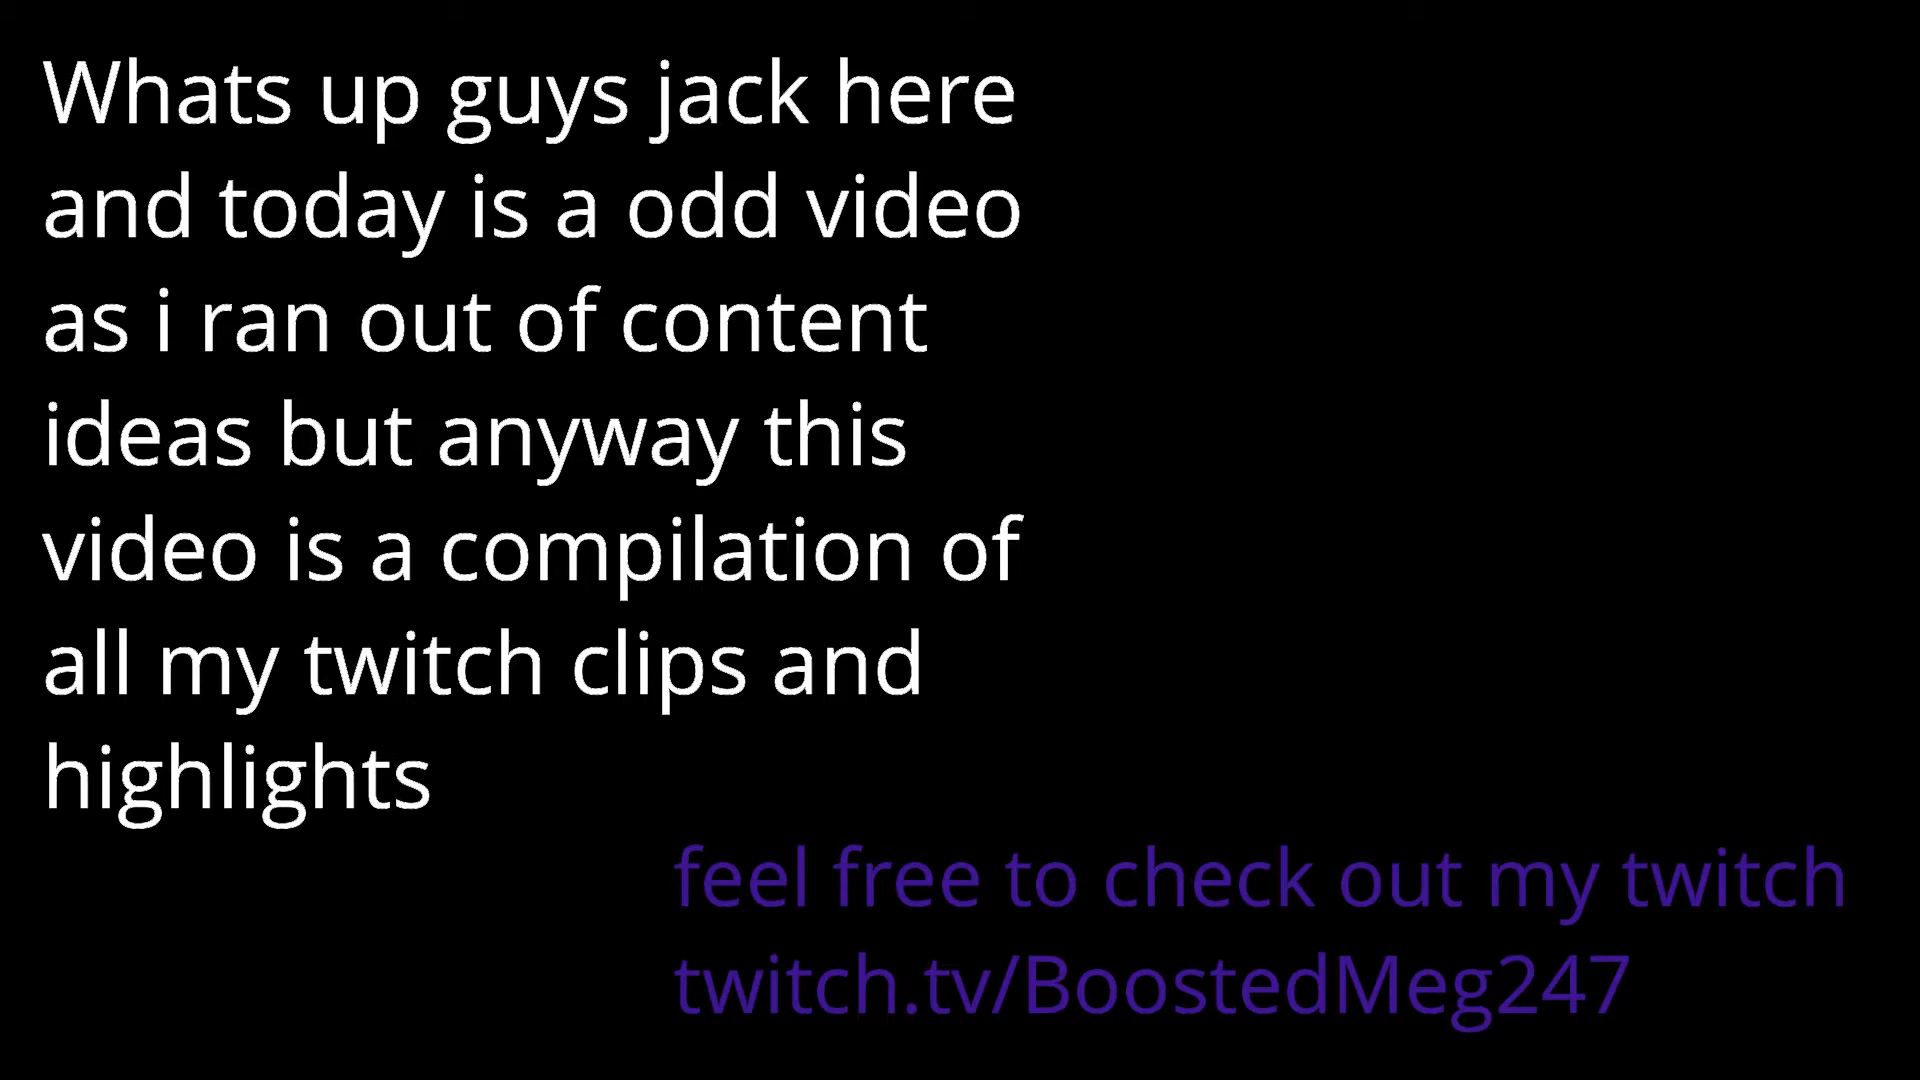 Whats up guys jack here
and today is a odd video
as i ran out of content
ideas but anyway this
video is a compilation of
all my twitch clips and
highlights
feel free to check out my twitch
twitch.tv/BoostedMeg247